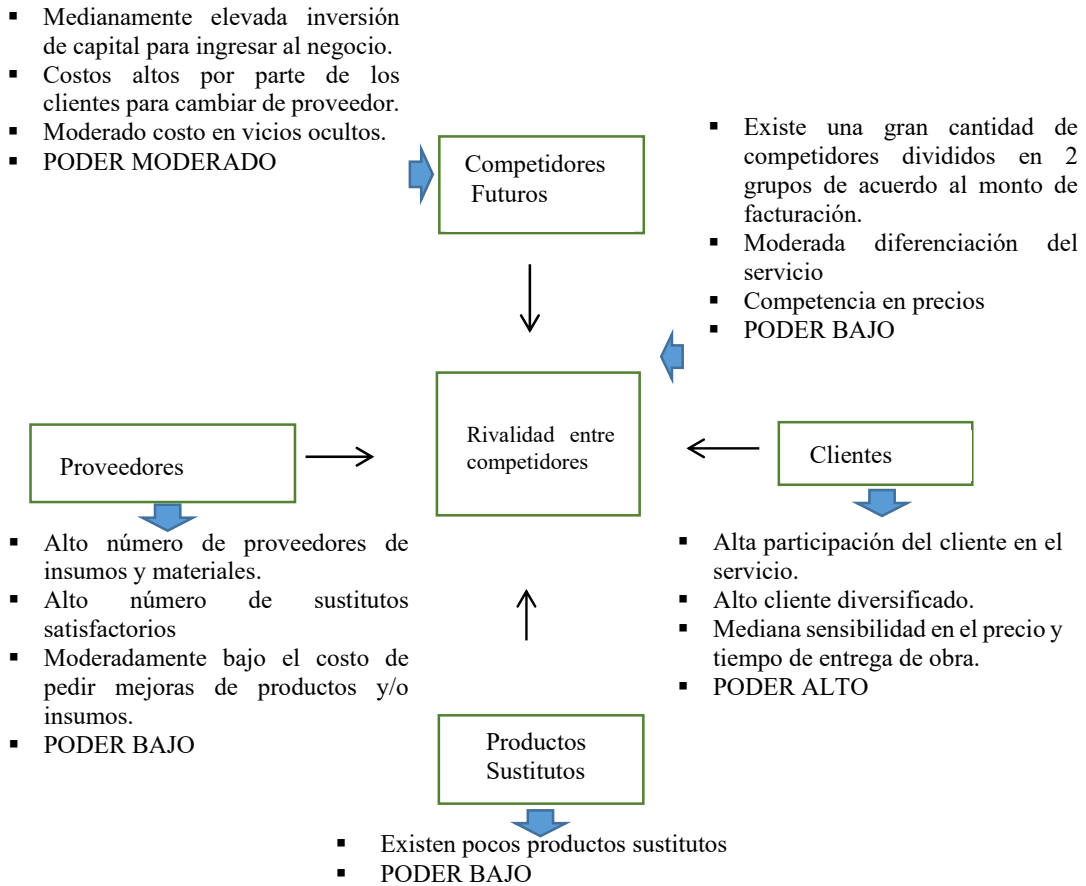 ▪ Medianamente elevada inversión
de capital para ingresar al negocio.
▪ Costos altos por parte de los
clientes para cambiar de proveedor.
▪ Moderado costo en vicios ocultos.
▪ PODER MODERADO
Competidores
Futuros
▪ Existe una gran cantidad de
competidores divididos en 2
grupos de acuerdo al monto de
facturación.
▪ Moderada diferenciación del
servicio
▪ Competencia en precios
▪ PODER BAJO
Proveedores
Rivalidad entre
competidores
Clientes
▪ Alto número de proveedores de
insumos y materiales.
▪ Alto número de sustitutos
satisfactorios
▪ Moderadamente bajo el costo de
pedir mejoras de productos y/o
insumos.
▪ PODER BAJO
▪ Alta participación del cliente en el
servicio.
▪ Alto cliente diversificado.
▪ Mediana sensibilidad en el precio y
tiempo de entrega de obra.
▪ PODER ALTO
Productos
Sustitutos
▪ Existen pocos productos sustitutos
▪ PODER BAJO